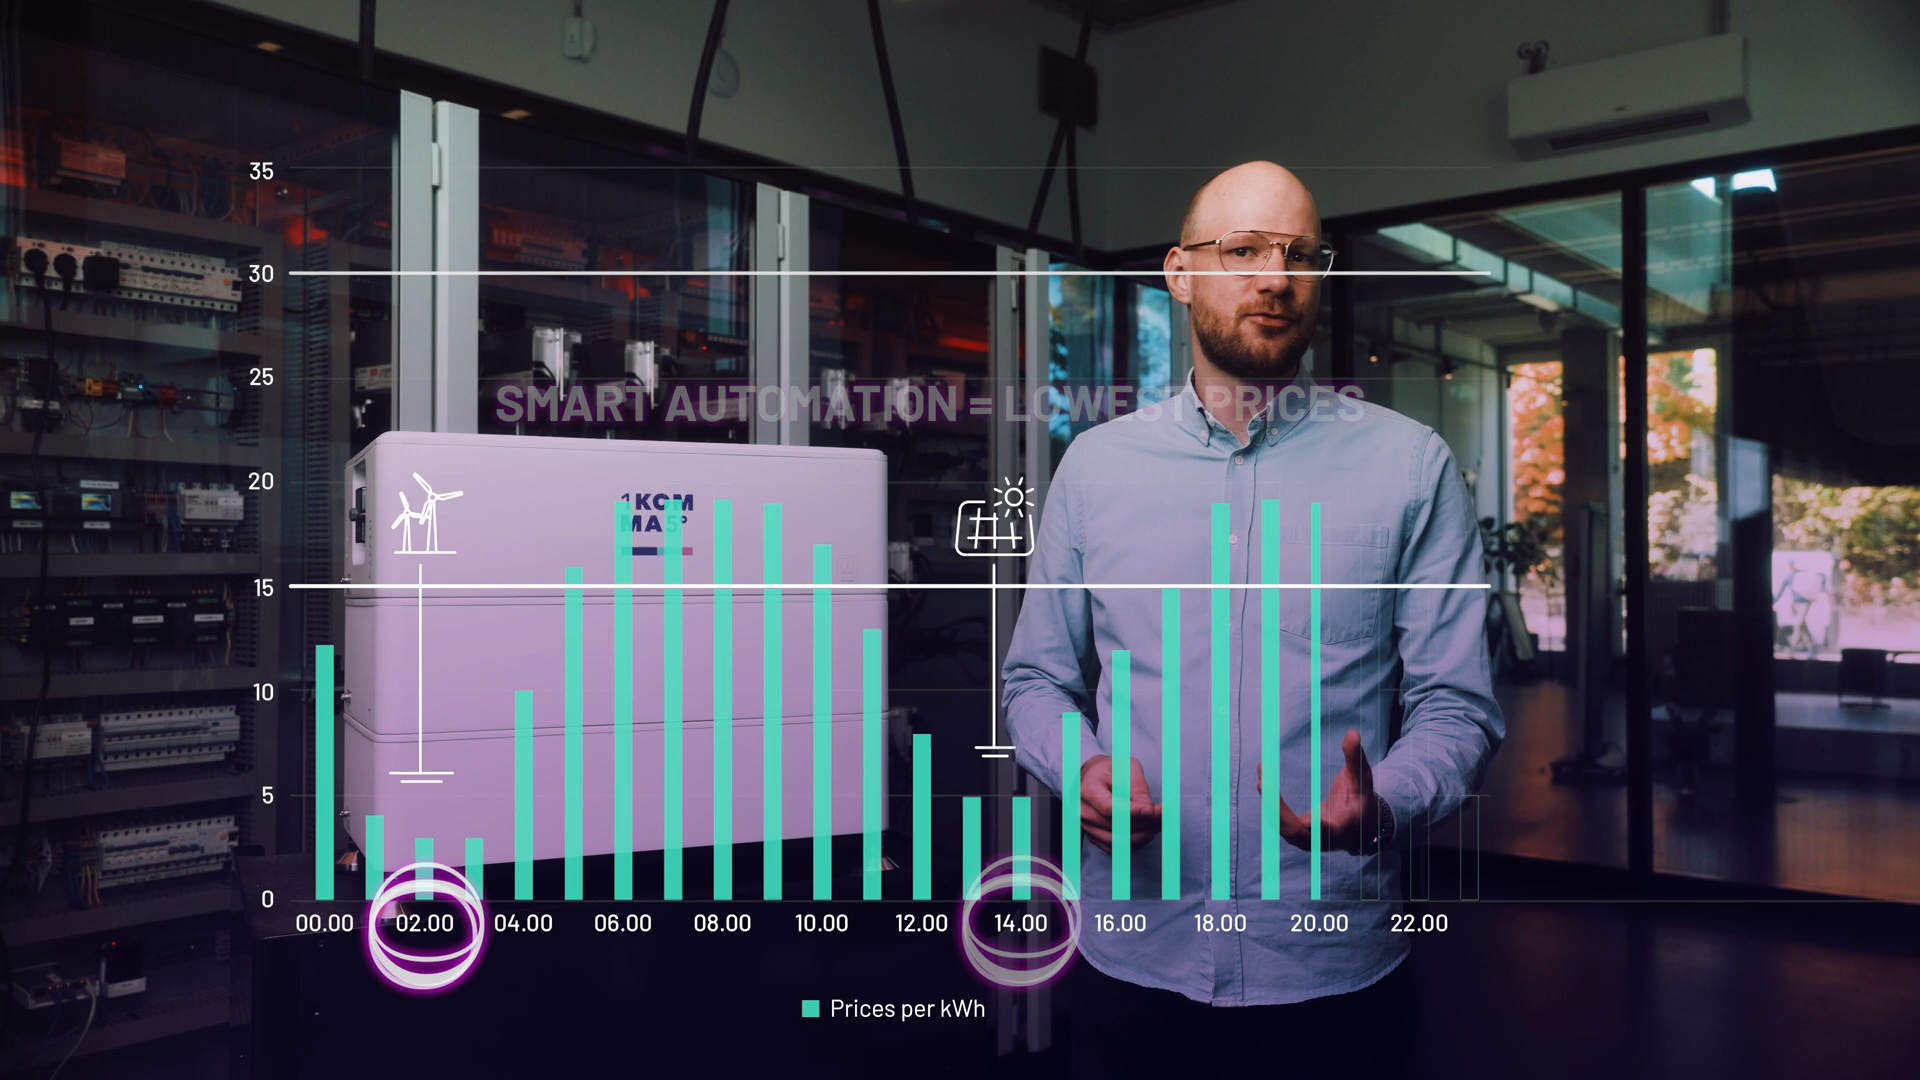 35
30
25
SMART AUTOMATION = LOWEST PRICES
20
1KOM
MA5°
15
10
5
0
00.00 02.00 04.00 06.00 08.00 10.00 12.00 14.00 16.00 18.00 20.00 22.00
Prices per kWh